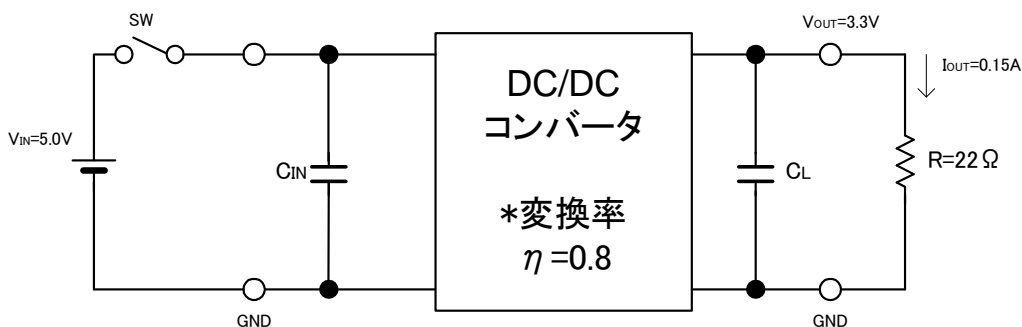 SW
VIN=5.0V
GND
CIN
DC/DC
コンバータ
*変換率
η=0.8
CL
VOUT=3.3V
IOUT=0.15A
R=22Ω
GND